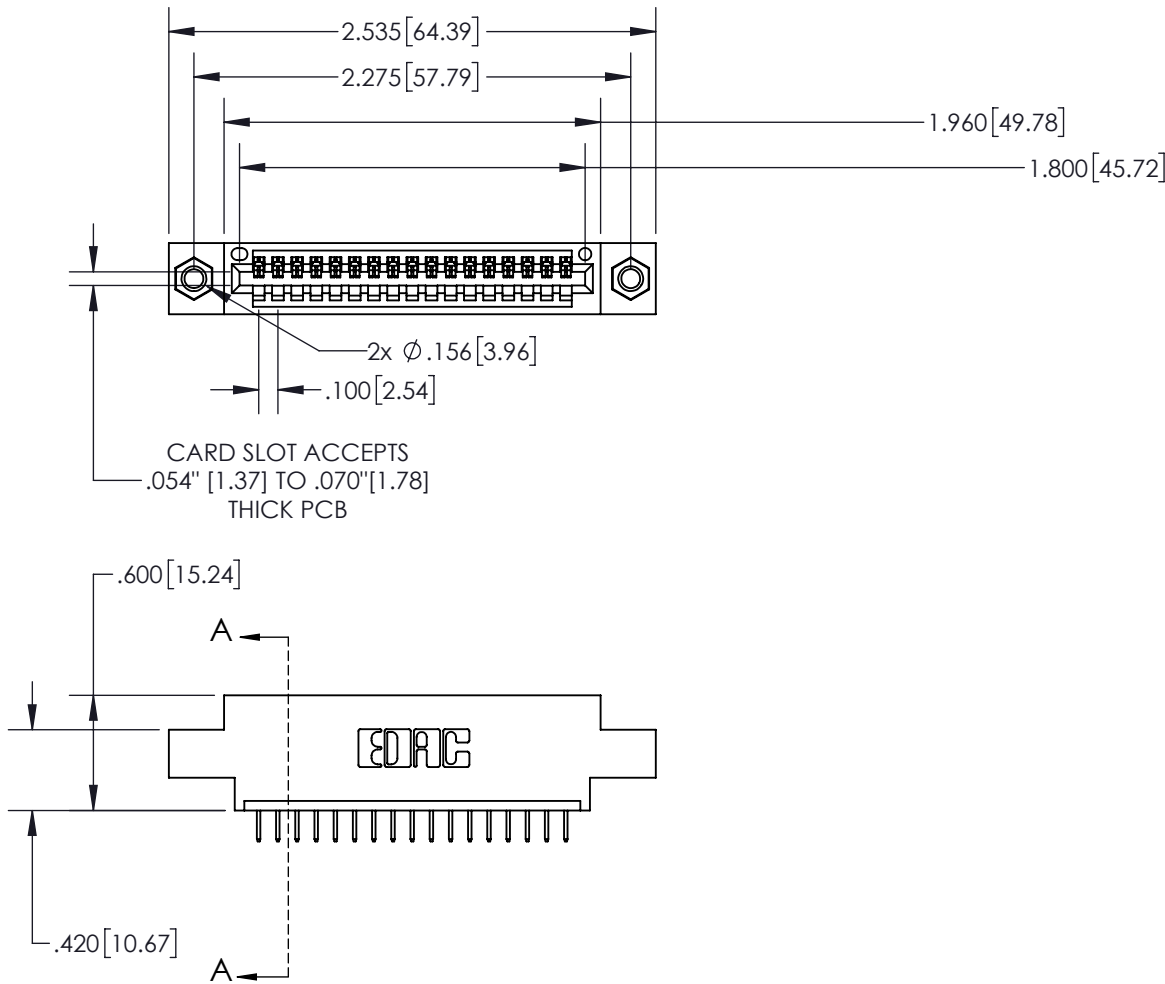 2.535[64.39]
2.275[57.79]
1.960[49.78]
1.800[45.72]
2x ∅.156[3.96]
.100[2.54]
CARD SLOT ACCEPTS
.054" [1.37] TO .070"[1.78]
THICK PCB
.600[15.24]
A
EDAC
.420[10.67]
A